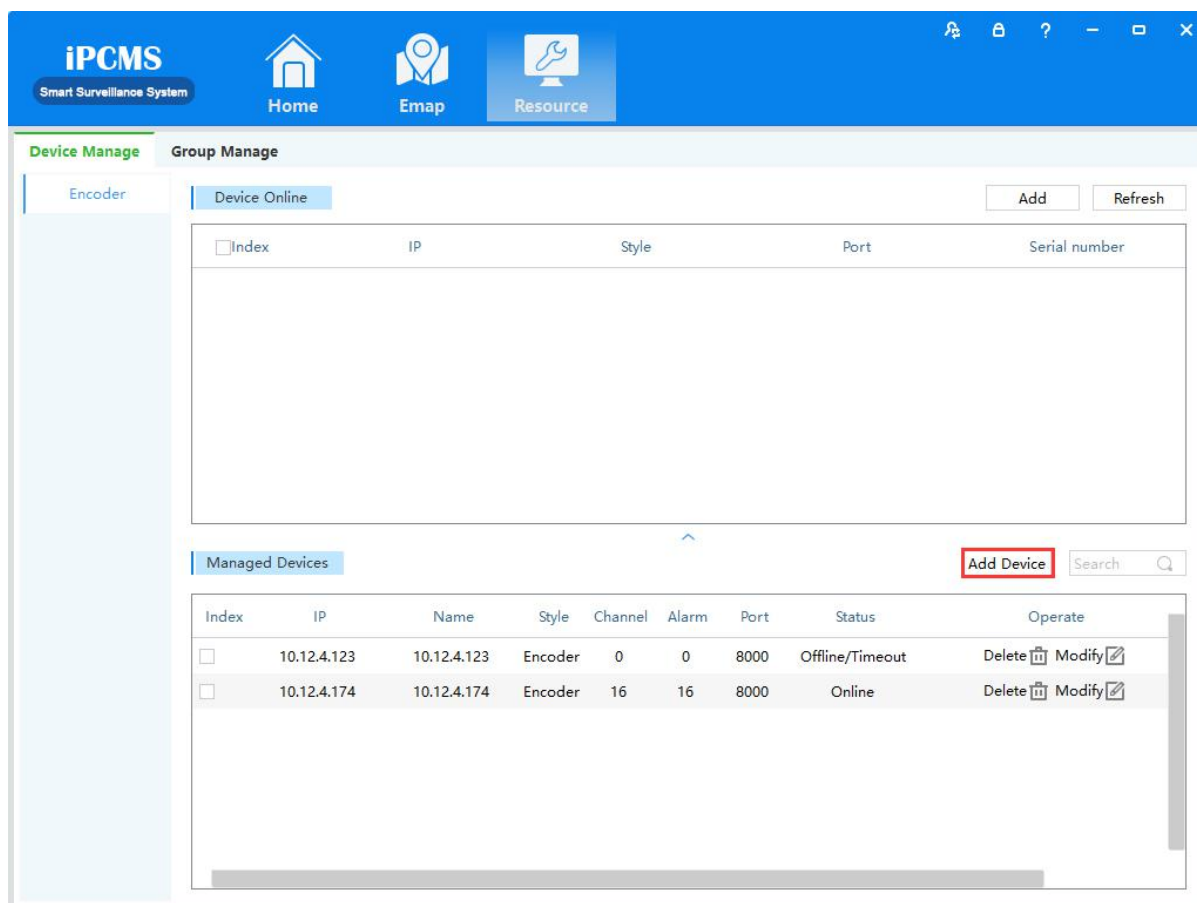 iPCMS
Smart Surveillance System
Home Emap Resource
?
Device Manage Group Manage
Encoder
Device Online Add Refresh
Index IP Style Port Serial number
Managed Devices Add Device Search
Index IP Name Style Channel Alarm Port Status Operate
10.12.4.123 10.12.4.123 Encoder 0 0 8000 Offline/Timeout Delete Modify
10.12.4.174 10.12.4.174 Encoder 16 16 8000 Online Delete Modify